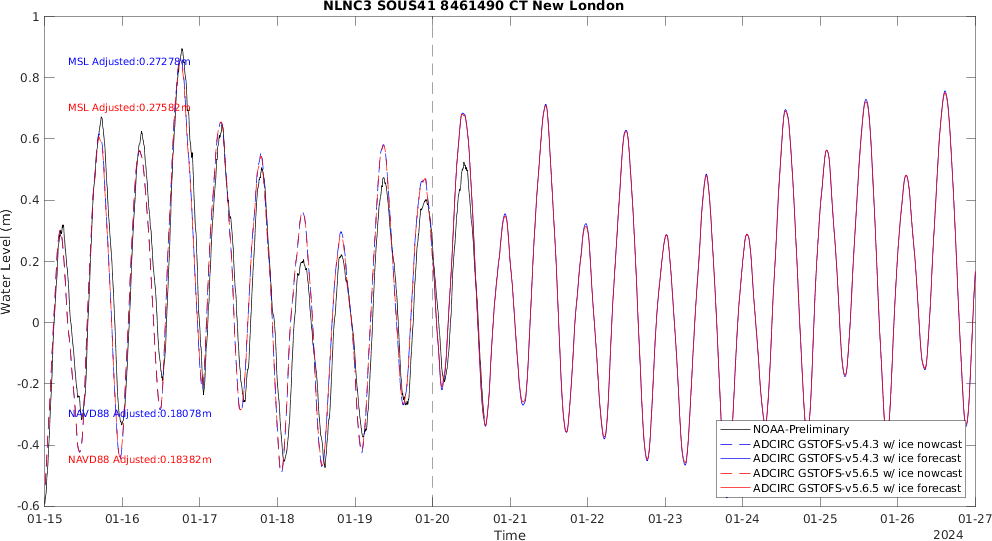 NLNC3 SOUS41 8461490 CT New London
1
0.8
0.6
0.4
0.2
0
-0.2
-0.4
-0.6
Water Level (m)
MSL Adjusted:0.27278m
MSL Adjusted:0.27582m
NAVD88 Adjusted:0.18078m
NAVD88 Adjusted:0.18382m
NOAA-Preliminary
ADCIRC GSTOFS-v5.4.3 w/ ice nowcast
ADCIRC GSTOFS-v5.4.3 w/ ice forecast
ADCIRC GSTOFS-v5.6.5 w/ ice nowcast
ADCIRC GSTOFS-v5.6.5 w/ ice forecast
01-15 01-16 01-17 01-18 01-19 01-20 01-21 01-22 01-23 01-24 01-25 01-26 01-27
Time
2024